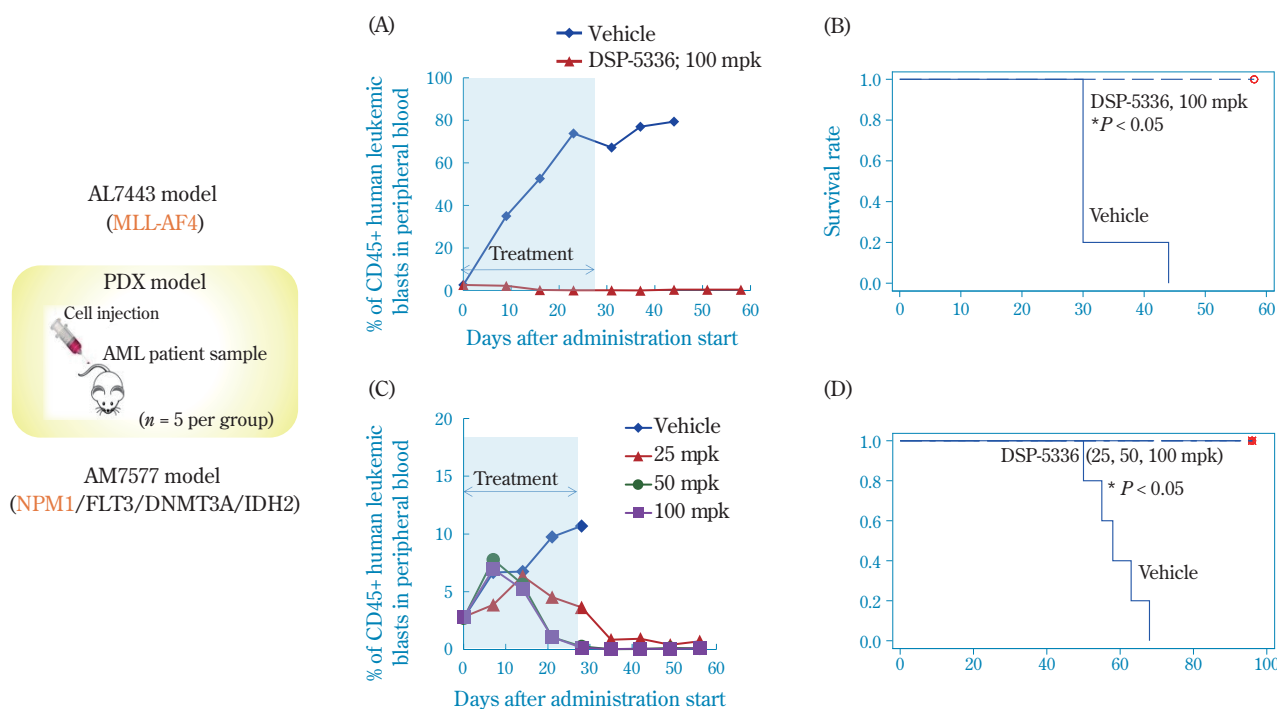 AL7443 model
(MLL-AF4)
PDX model
Cell injection
AML patient sample
(n = 5 per group)
AM7577 model
(NPM1/FLT3/DNMT3A/IDH2)
(A)
Vehicle
DSP-5336; 100 mpk
% of CD45+ human leukemic
blasts in peripheral blood
100
80
60
40
20
0
Treatment
0 10 20 30 40 50 60
Days after administration start
(B)
Survival rate
1.0
0.8
0.6
0.4
0.2
0.0
DSP-5336, 100 mpk
*P < 0.05
Vehicle
0 10 20 30 40 50 60
(C)
Vehicle
25 mpk
50 mpk
100 mpk
% of CD45+ human leukemic
blasts in peripheral blood
20
15
10
5
0
Treatment
0 10 20 30 40 50 60
Days after administration start
(D)
1.0
0.8
0.6
0.4
0.2
0.0
DSP-5336 (25, 50, 100 mpk)
* P < 0.05
Vehicle
0 20 40 60 80 100